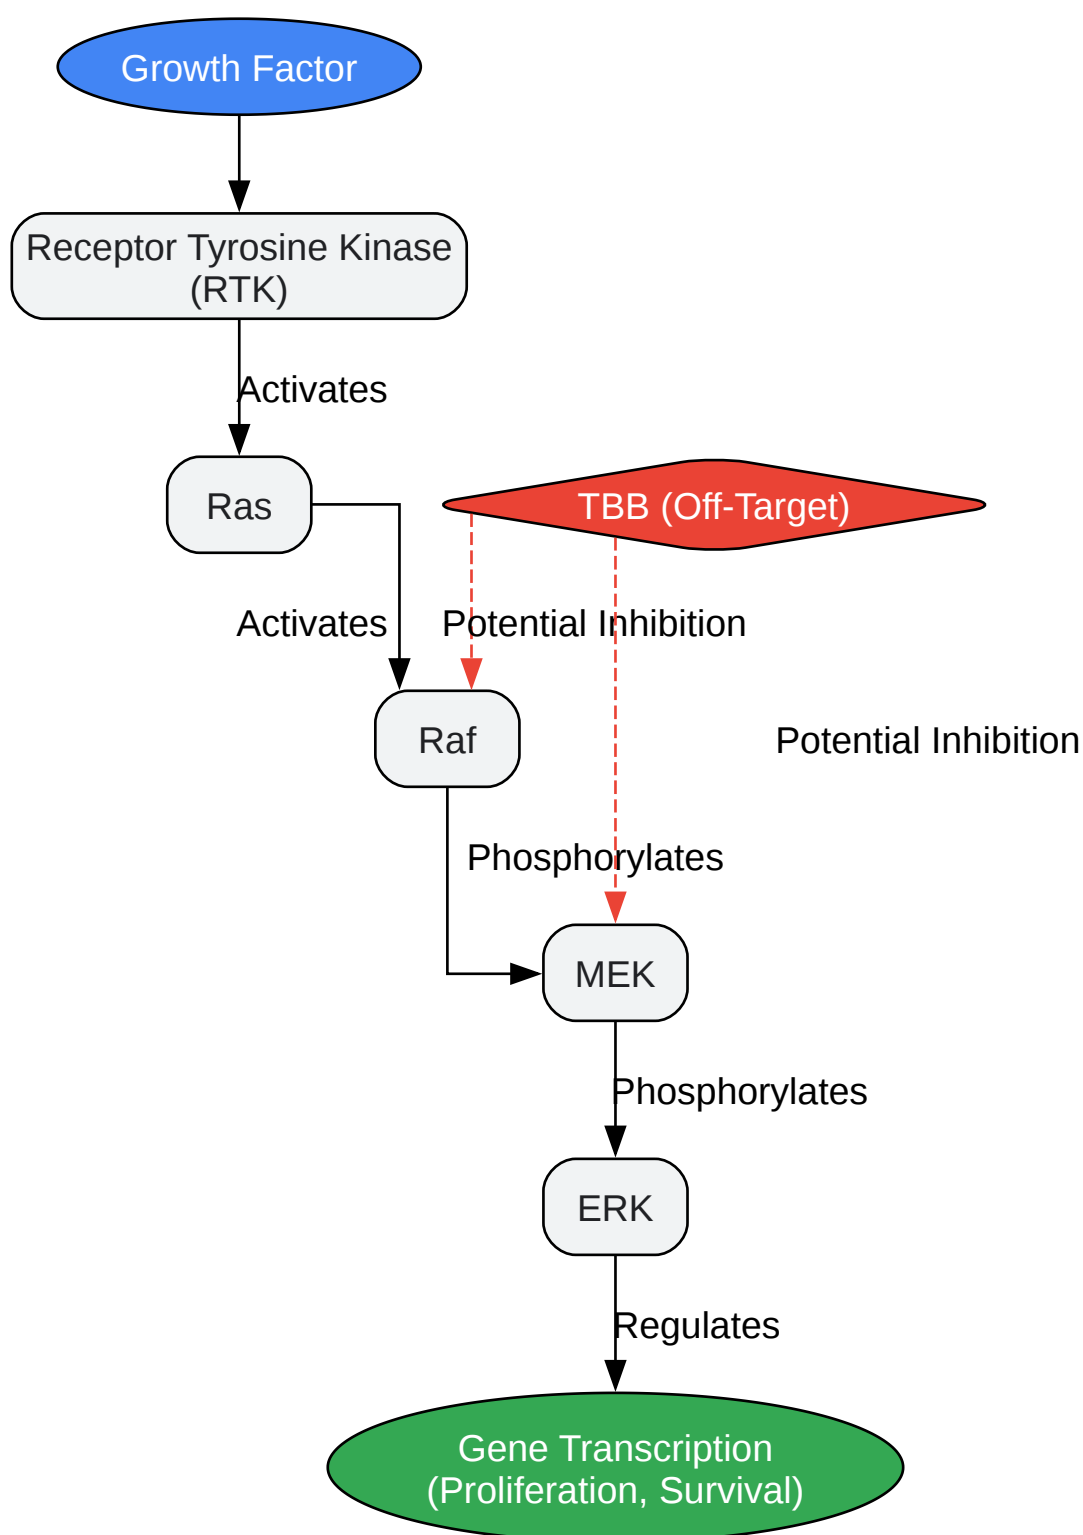 Growth Factor
Receptor Tyrosine Kinase
(RTK)
Activates
Ras
TBB (Off-Target)
Activates
Potential Inhibition
Raf
Potential Inhibition
Phosphorylates
MEK
Phosphorylates
ERK
Regulates
Gene Transcription
(Proliferation, Survival)